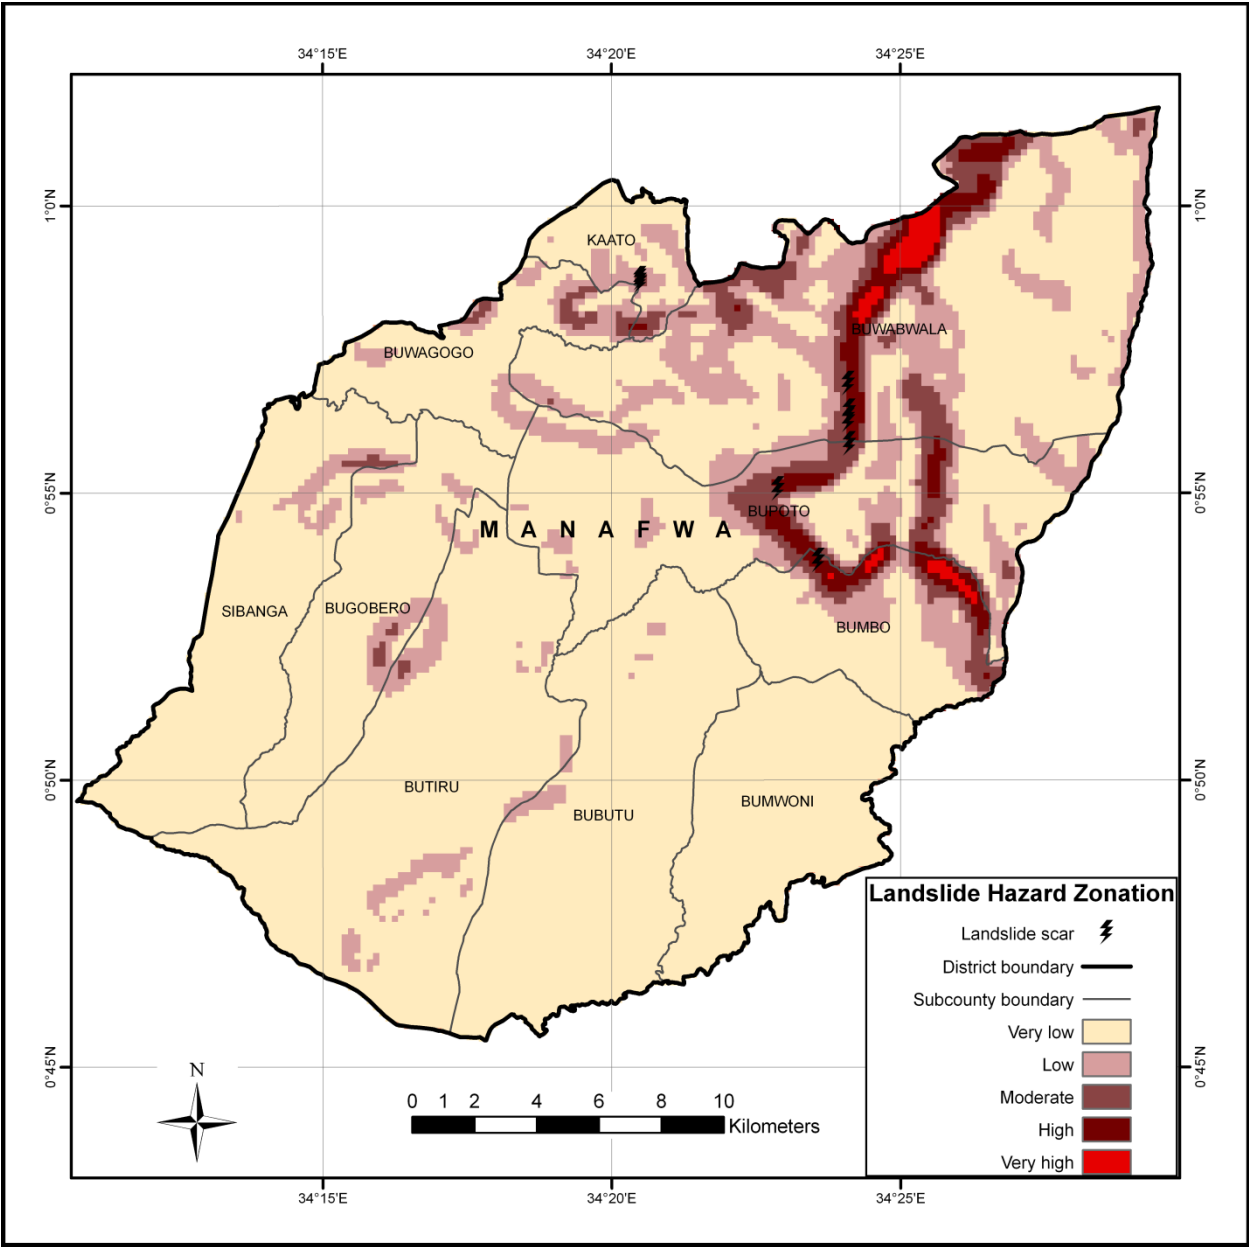 34°15'E 34°20'E 34°25'E
1°0'N 1°0'N
KAATO
BUWABWALA
BUWAGOGO
0°55'N 0°55'N
BUPOTO
M A N A F W A
SIBANGA
BUGOBERO
BUMBO
0°50'N 0°50'N
BUTIRU
BUBUTU
BUMWONI
Landslide Hazard Zonation
Landslide scar
District boundary
Subcounty boundary
Very low
Low
Moderate
High
Very high
0°45'N 0°45'N
N
0 1 2 4 6 8 10
Kilometers
34°15'E 34°20'E 34°25'E